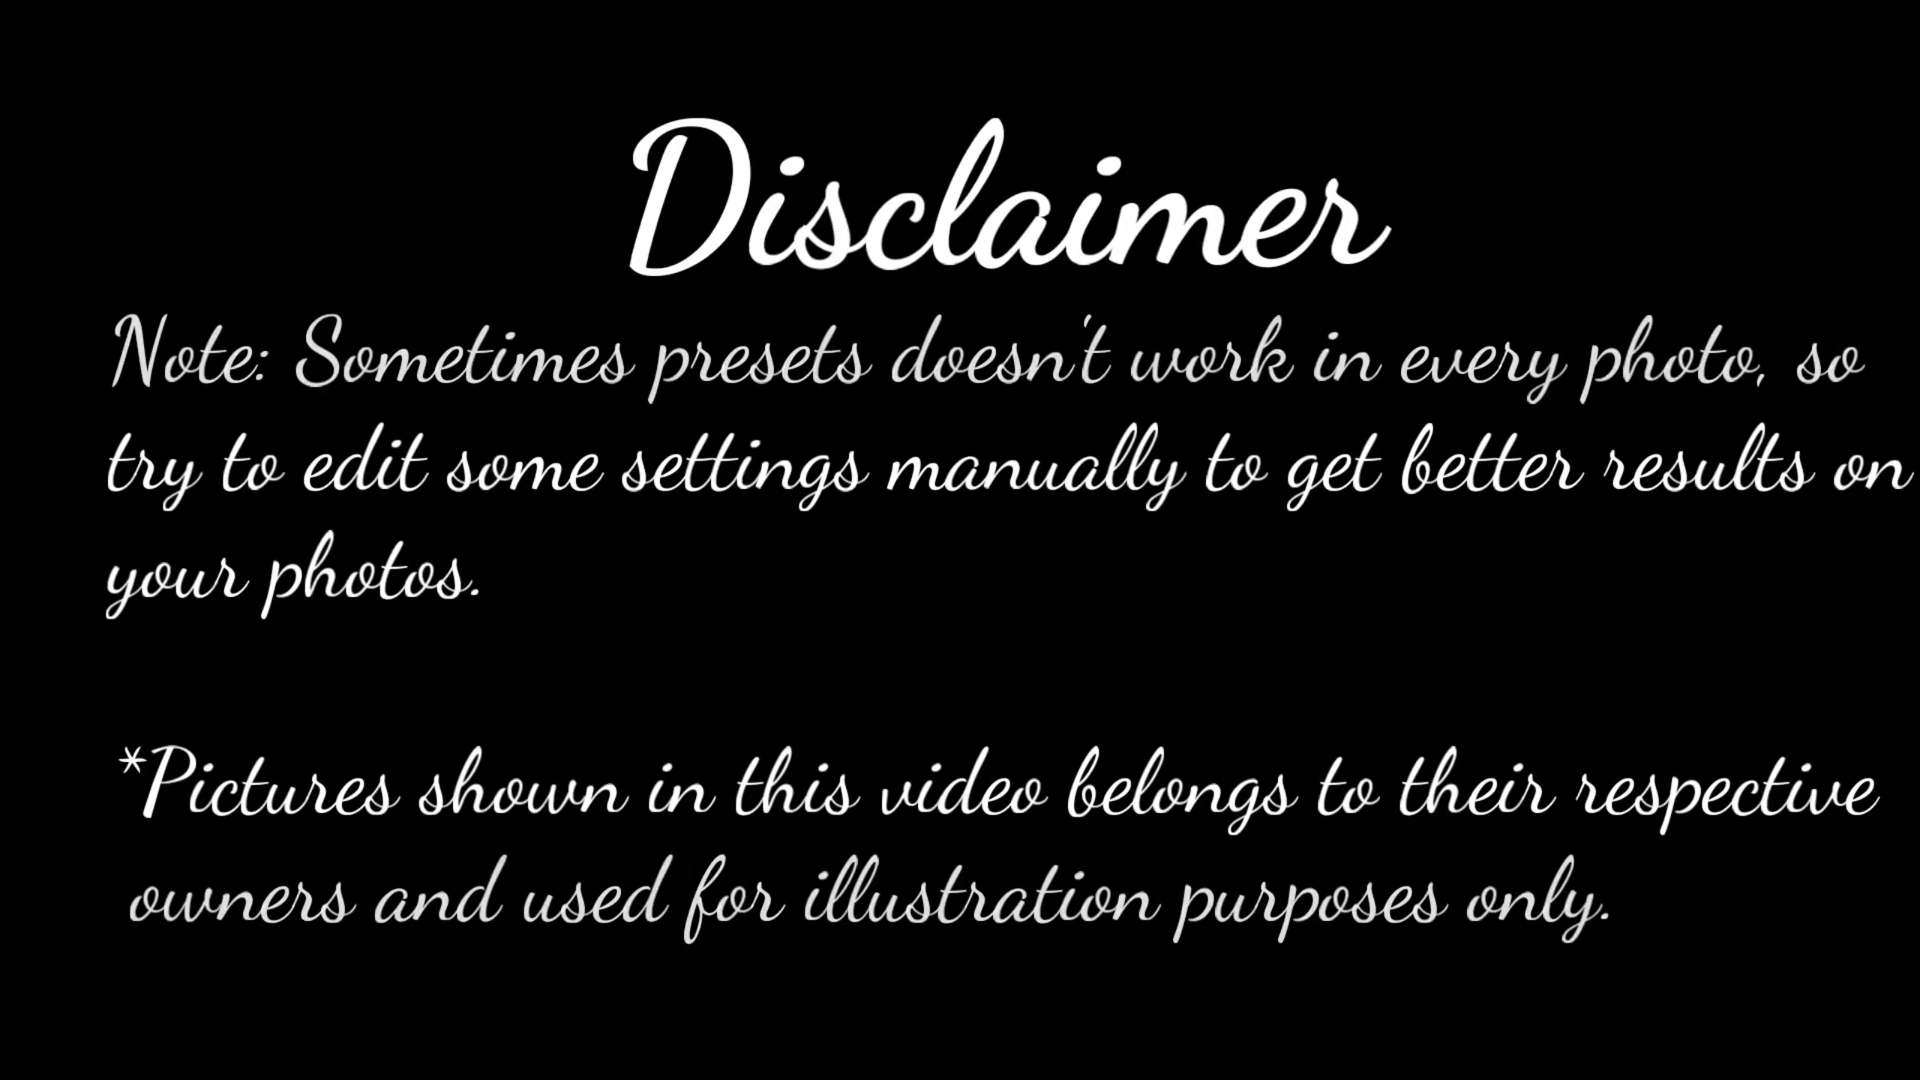 Disclaimer
Note: Sometimes presets doesn't work in every photo, so
try to edit some settings manually to get better results on
your photos.
*Pictures shown in this video belongs to their respective
owners and used for illustration purposes only.